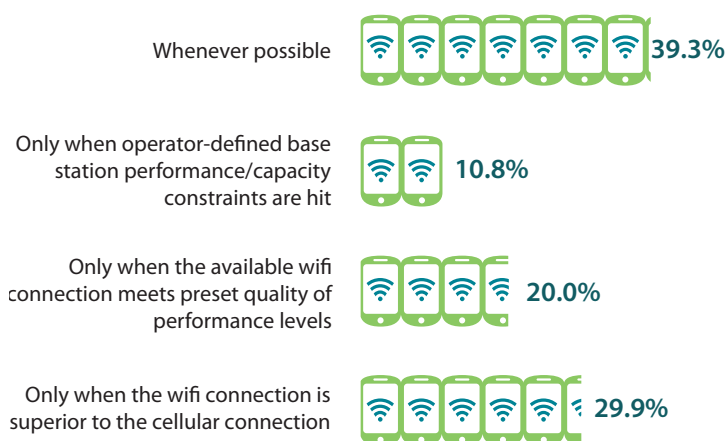 Whenever possible
39.3%
Only when operator-defined base
station performance/capacity
constraints are hit
10.8%
Only when the available wifi
connection meets preset quality of
performance levels
20.0%
Only when the wifi connection is
superior to the cellular connection
29.9%